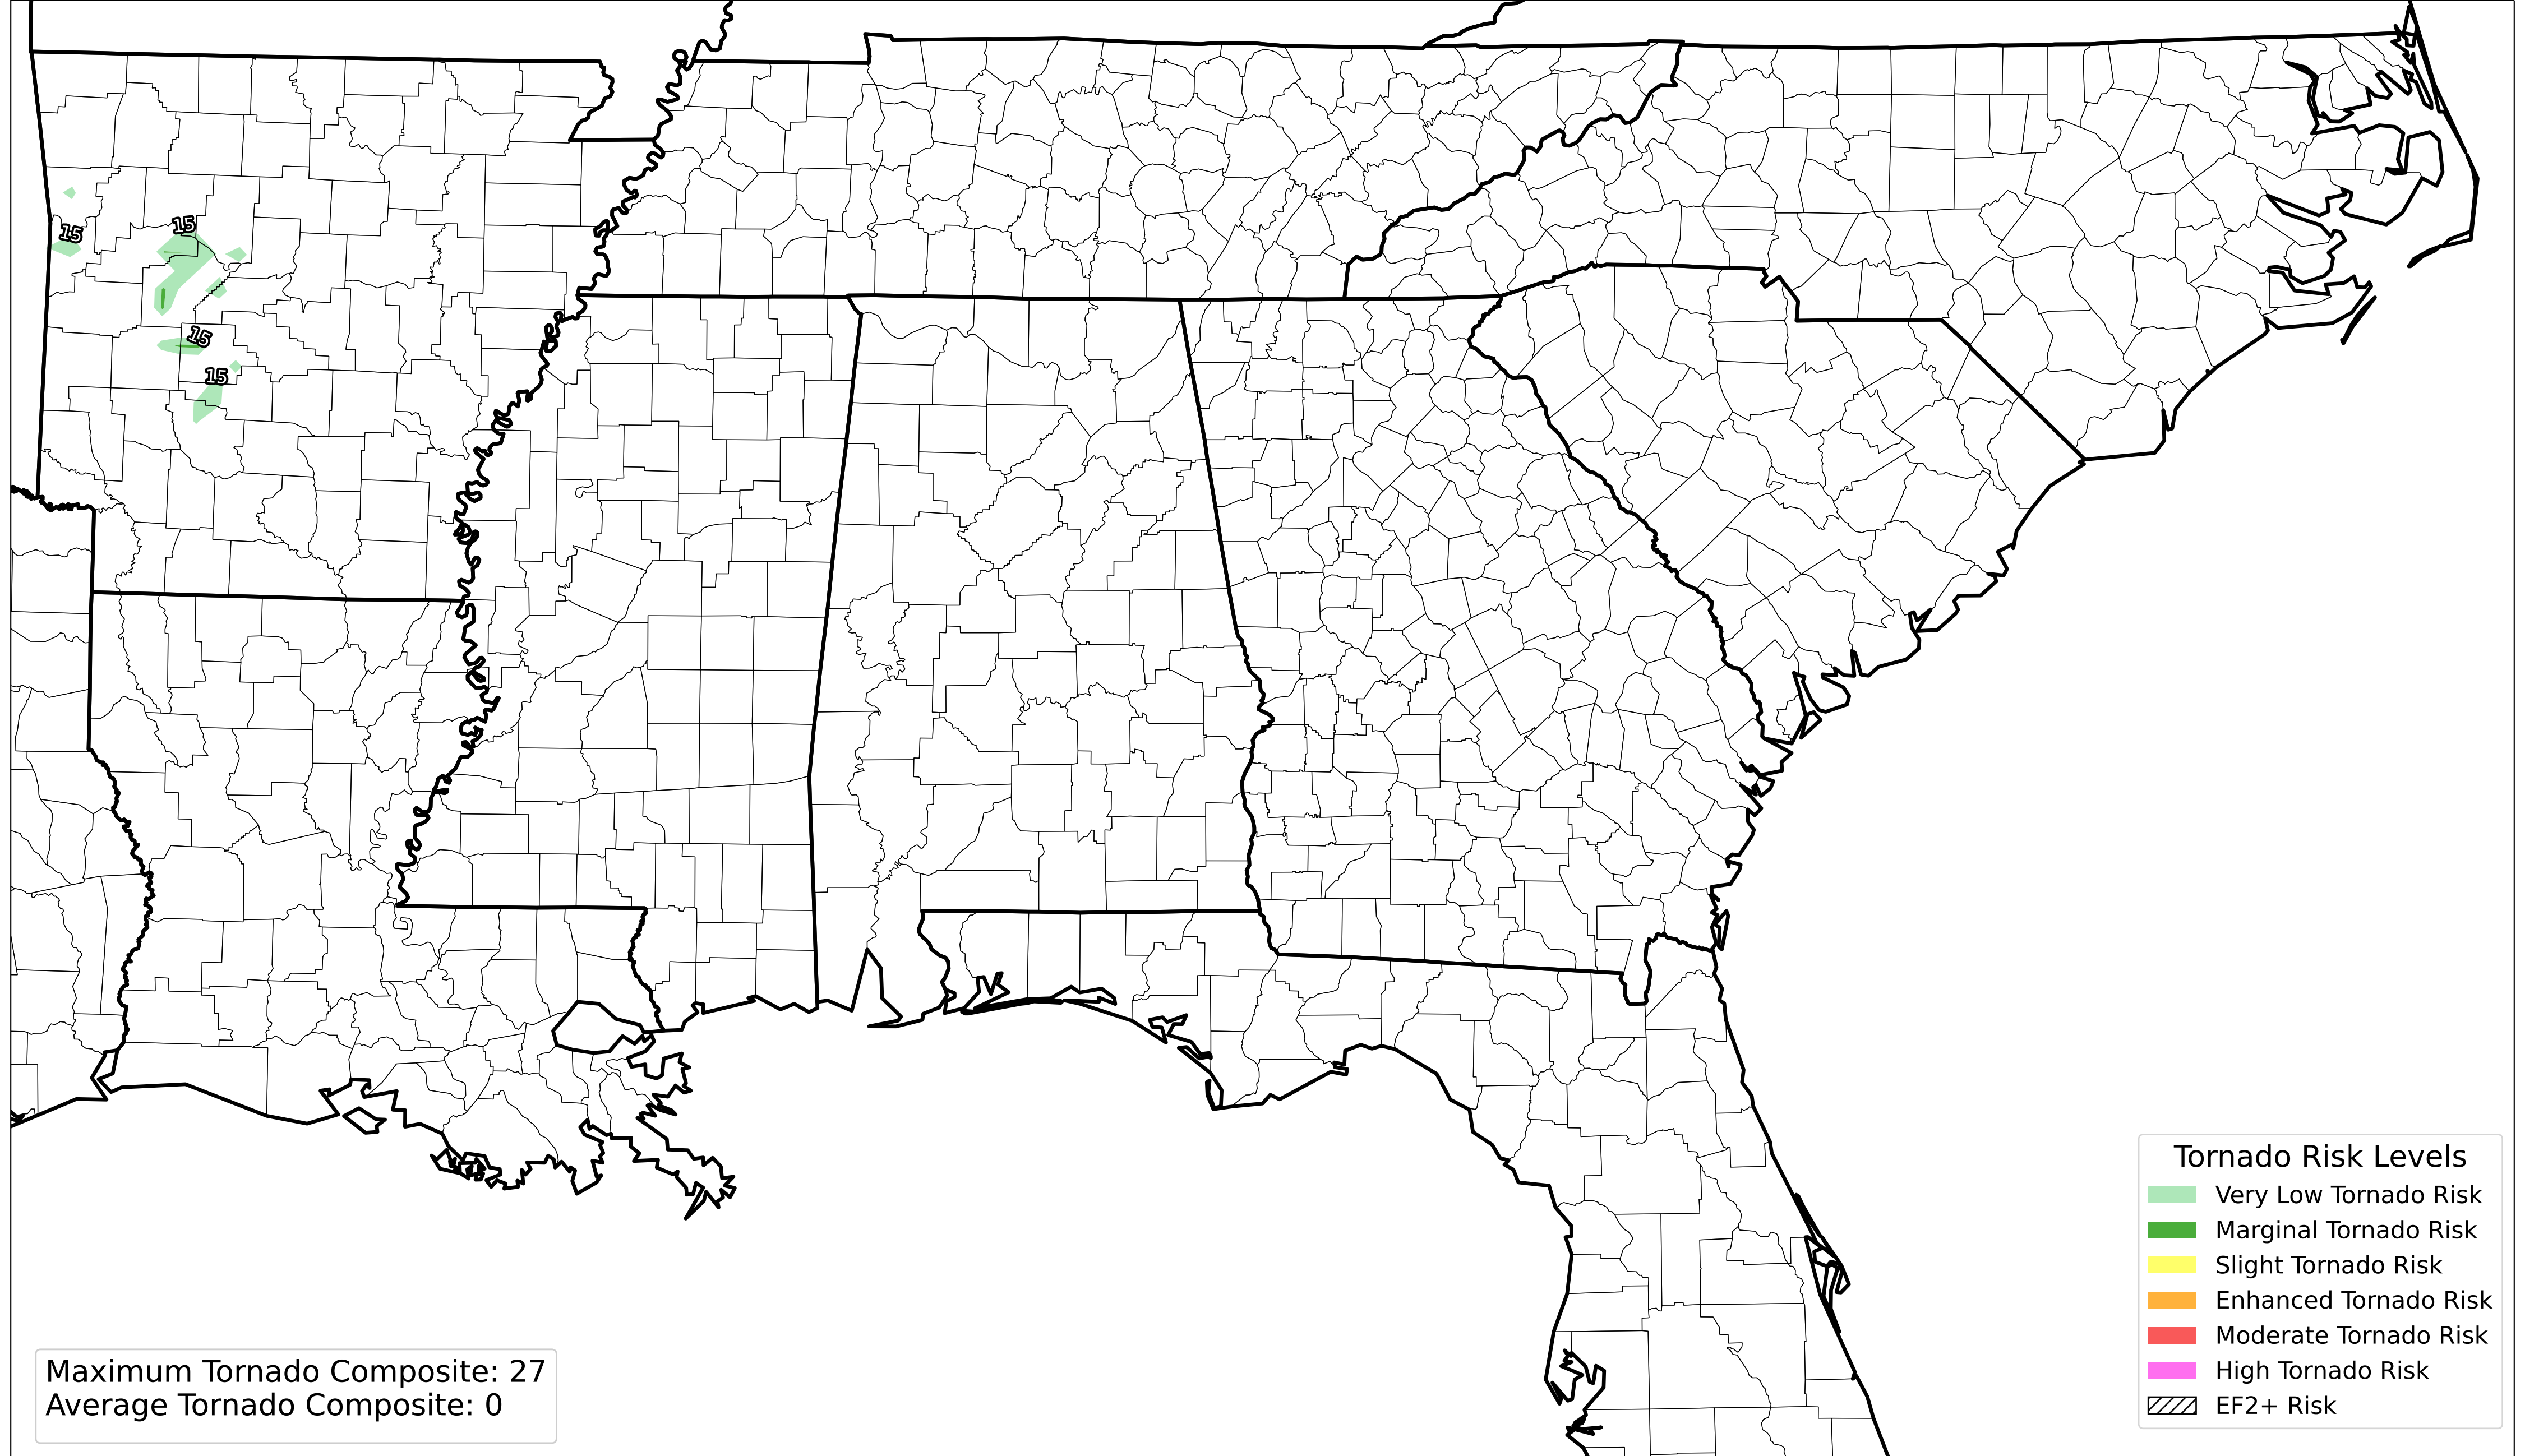 15
15
15
15
Tornado Risk Levels
Very Low Tornado Risk
Marginal Tornado Risk
Slight Tornado Risk
Enhanced Tornado Risk
Moderate Tornado Risk
High Tornado Risk
EF2+ Risk
Maximum Tornado Composite: 27
Average Tornado Composite: 0